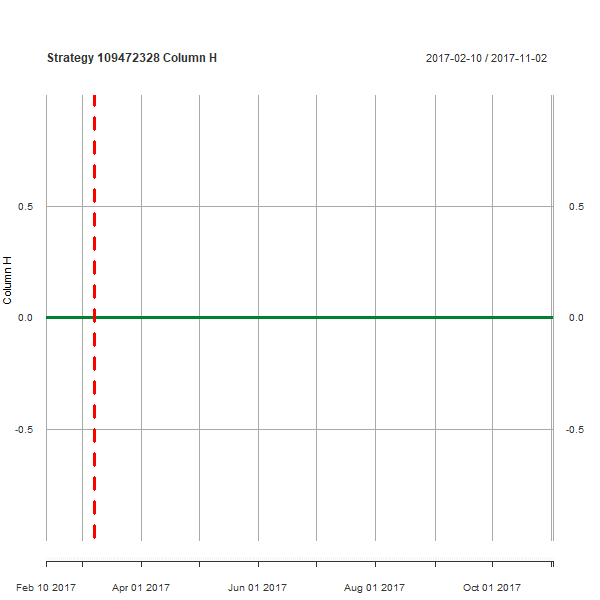 Strategy 109472328 Column H
2017-02-10 / 2017-11-02
0.5
0.5
Column H
0.0
0.0
-0.5
-0.5
Feb 10 2017
Apr 01 2017
Jun 01 2017
Aug 01 2017
Oct 01 2017